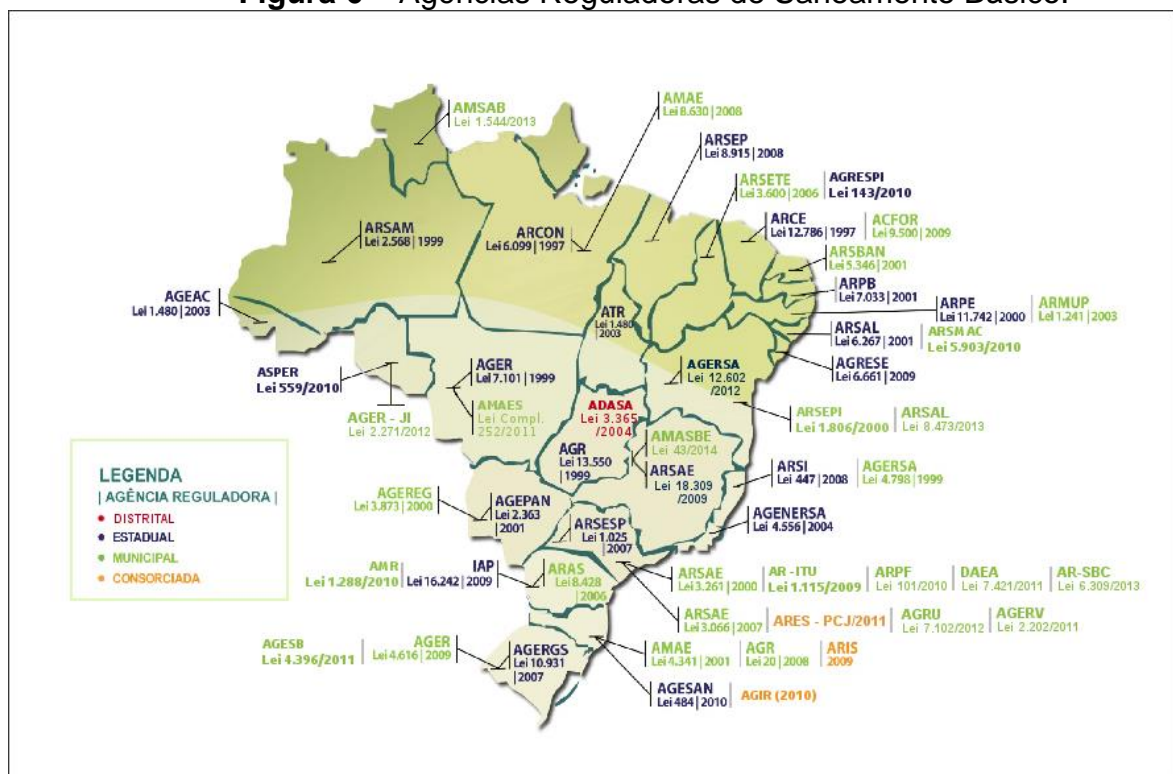 AMSAB
Lei 1.544/2013
AMAE
Lei 8.630 | 2008
ARSEP
Lei 8.915 | 2008
ARSETE
Lei 3.600 | 2006
AGRESPI
Lei 143/2010
ARCE
Lei 12.786 | 1997
ACFOR
Lei 9.500 | 2009
ARSAM
Lei 2.568 | 1999
ARCON
Lei 6.099 | 1997
ARSBAN
Lei 5.346 | 2001
AGEAC
Lei 1.480 | 2003
ARPB
Lei 7.033 | 2001
ATR
Lei 1.480
2003
ARPE
Lei 11.742 | 2000
ARMUP
Lei 1.241 | 2003
ARSAL
Lei 6.267 | 2001
ARSMAC
Lei 5.903/2010
ASPER
Lei 559/2010
AGER
Lei 7.101 | 1999
AGERSA
Lei 12.602
/2012
AGRESE
Lei 6.661 | 2009
AGER - JI
Lei 2.271/2012
AMAES
Lei Compl.
252/2011
ADASA
Lei 3.365
/2004
ARSEPI
Lei 1.806/2000
ARSAL
Lei 8.473/2013
AMASBE
Lei 43/2014
AGR
Lei 13.550
1999
ARSAE
Lei 18.309
/2009
ARSI
Lei 447 | 2008
AGERSA
Lei 4.798 | 1999
LEGENDA
| AGÊNCIA REGULADORA |
DISTRITAL
ESTADUAL
MUNICIPAL
CONSORCIADA
AGEREG
Lei 3.873 | 2000
AGEPAN
Lei 2.363
2001
ARSESP
Lei 1.025
2007
AGENERSA
Lei 4.556 | 2004
AMR
Lei 1.288/2010
IAP
Lei 16.242 | 2009
ARAS
Lei 8.428
2006
ARSAE
Lei 3.261 | 2000
AR -ITU
Lei 1.115/2009
ARPF
Lei 101/2010
DAEA
Lei 7.421/2011
AR-SBC
Lei 6.309/2013
ARSAE
Lei 3.066 | 2007
ARES - PCJ/2011
AGRU
Lei 7.102/2012
AGERV
Lei 2.202/2011
AGESB
Lei 4.396/2011
AGER
Lei 4.616 | 2009
AGERGS
Lei 10.931
2007
AMAE
Lei 4.341 | 2001
AGR
Lei 20 | 2008
ARIS
2009
AGESAN
Lei 484 | 2010
AGIR (2010)